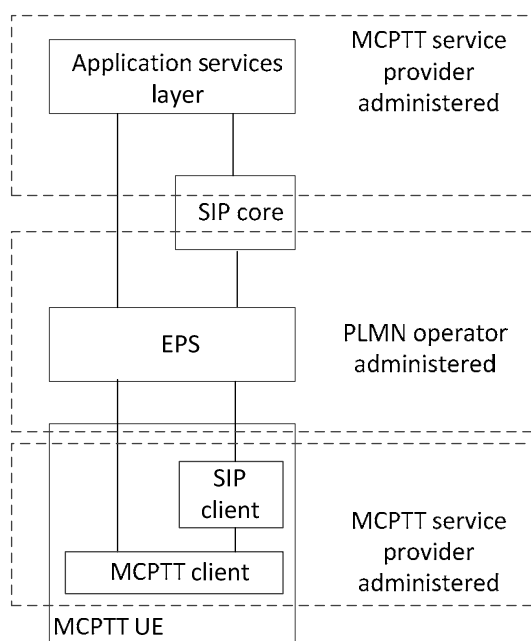 Application services
layer
MCPTT service
provider
administered
SIP core
EPS
PLMN operator
administered
SIP
client
MCPTT client
MCPTT service
provider
administered
MCPTT UE